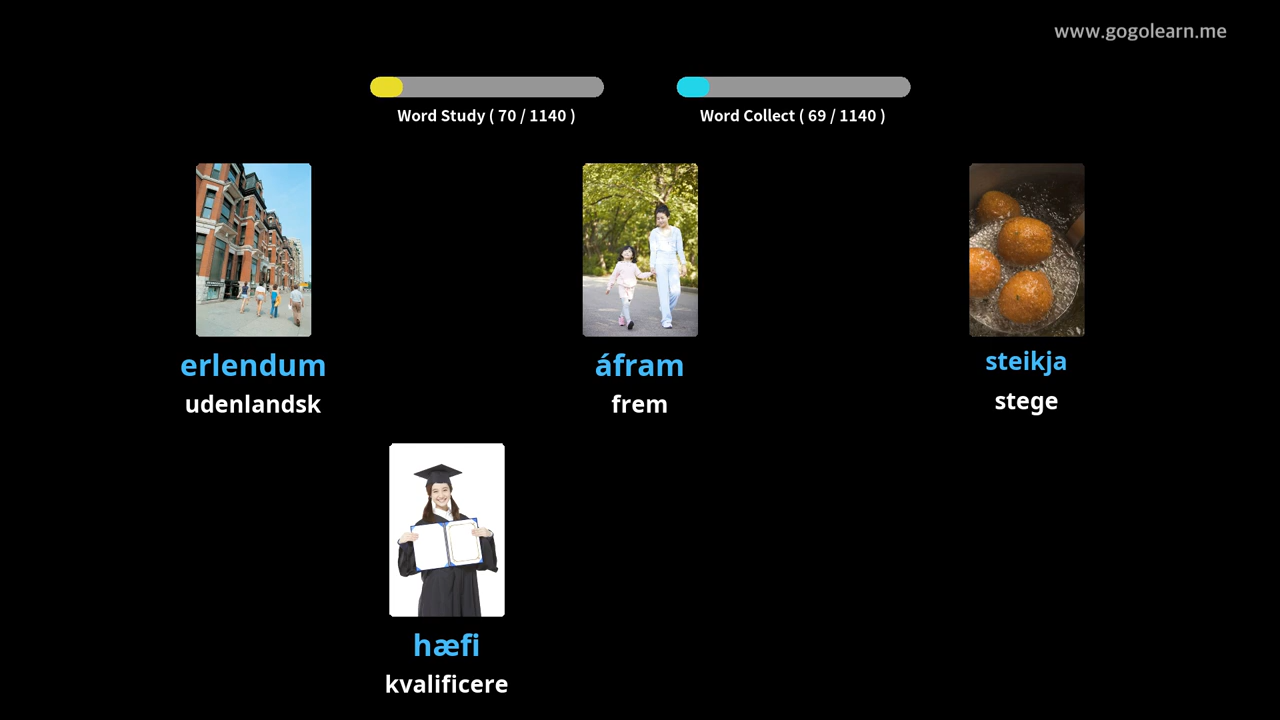 www.gogolearn.me
Word Study ( 70 / 1140 )
Word Collect ( 69 / 1140 )
erlendum
udenlandsk
áfram
frem
steikja
stege
hæfi
kvalificere